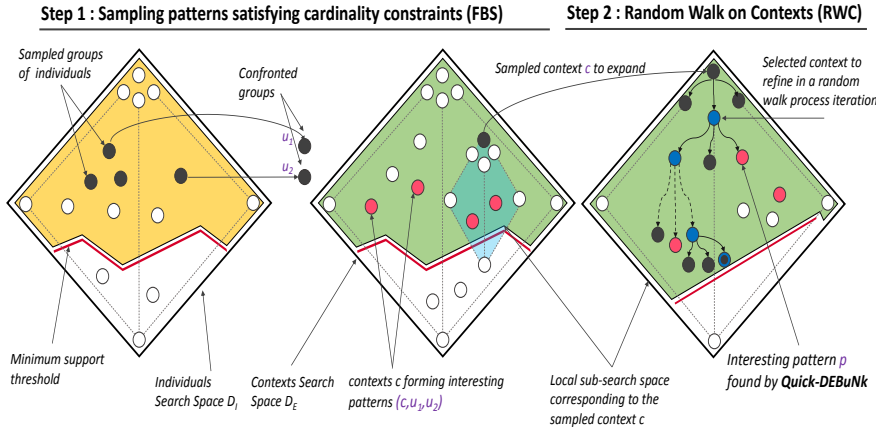 Step 1 : Sampling patterns satisfying cardinality constraints (FBS)
Step 2 : Random Walk on Contexts (RWC)
Sampled groups
of individuals
Confronted
groups
u1
u2
Sampled context c to expand
Selected context to
refine in a random
walk process iteration
Minimum support
threshold
Individuals
Search Space DI
Contexts Search
Space DE
contexts c forming interesting
patterns (c,u1,u2)
Local sub-search space
corresponding to the
sampled context c
Interesting pattern p
found by Quick-DEBuNk